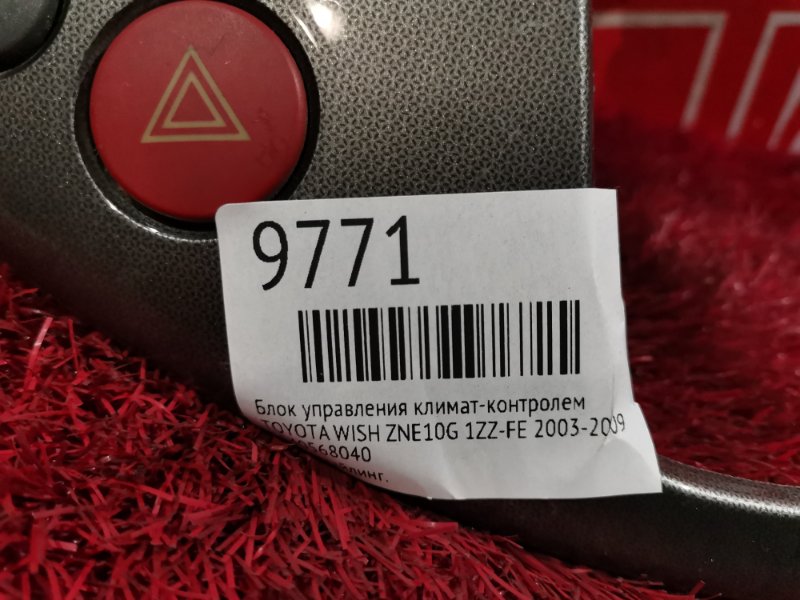 9771
Блок управления климат-контролем
TOYOTA WISH ZNE10G 1ZZ-FE 2003-2009